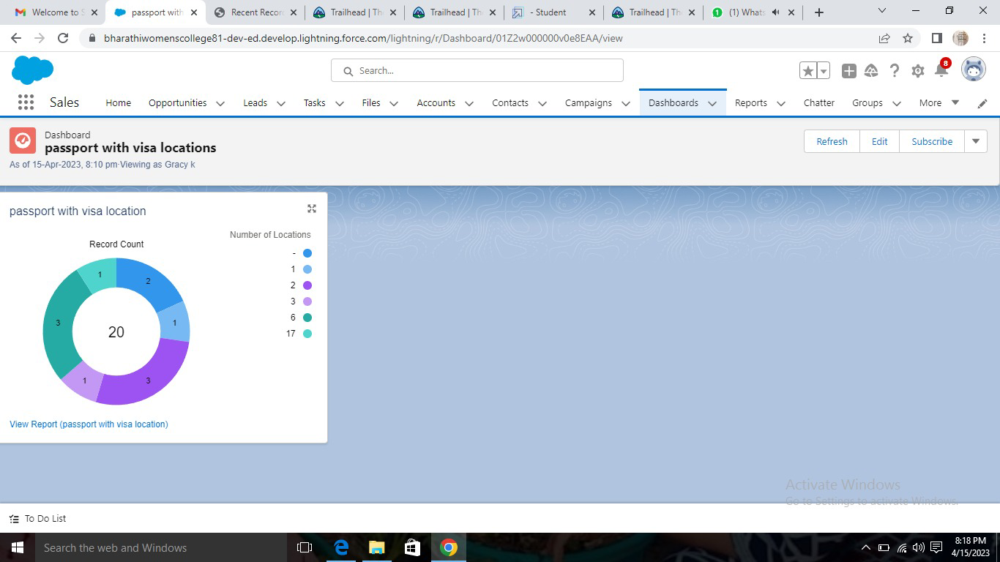 Welcome to S
passport with
Recent Recor
Trailhead | Th
Trailhead | Th
- Student
Trailhead | Th
(1) Whats
bharathiwomenscollege81-dev-ed.develop.lightning.force.com/lightning/r/Dashboard/01Z2w000000v0e8EAA/view
Search...
8
Sales Home Opportunities Leads Tasks Files Accounts Contacts Campaigns Dashboards Reports Chatter Groups More
Dashboard
passport with visa locations
As of 15-Apr-2023, 8:10 pm·Viewing as Gracy k
Refresh Edit Subscribe
passport with visa location
Number of Locations
Record Count
-
1
2
3
6
17
1
2
3
1
20
1
3
View Report (passport with visa location)
Activate Windows
Go to Settings to activate Windows.
To Do List
Search the web and Windows
8:18 PM
4/15/2023